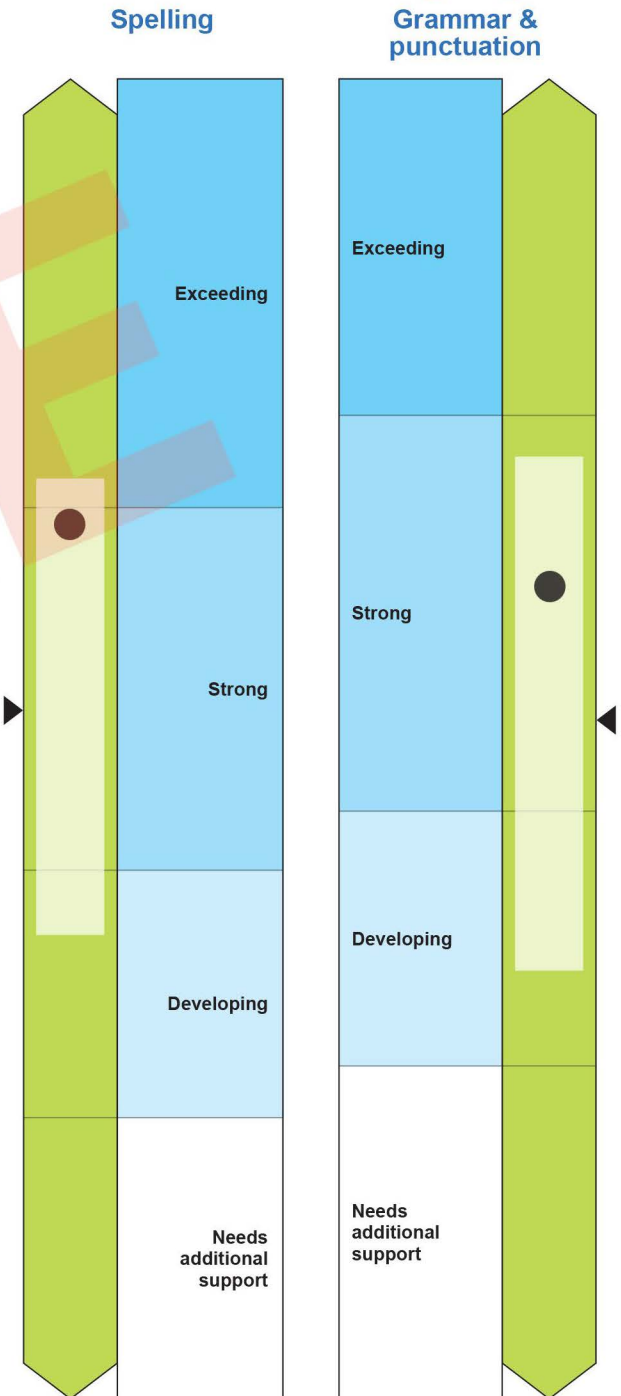 Spelling
Exceeding
Strong
Developing
Needs
additional
support
Grammar &
punctuation
Exceeding
Strong
Developing
Needs
additional
support